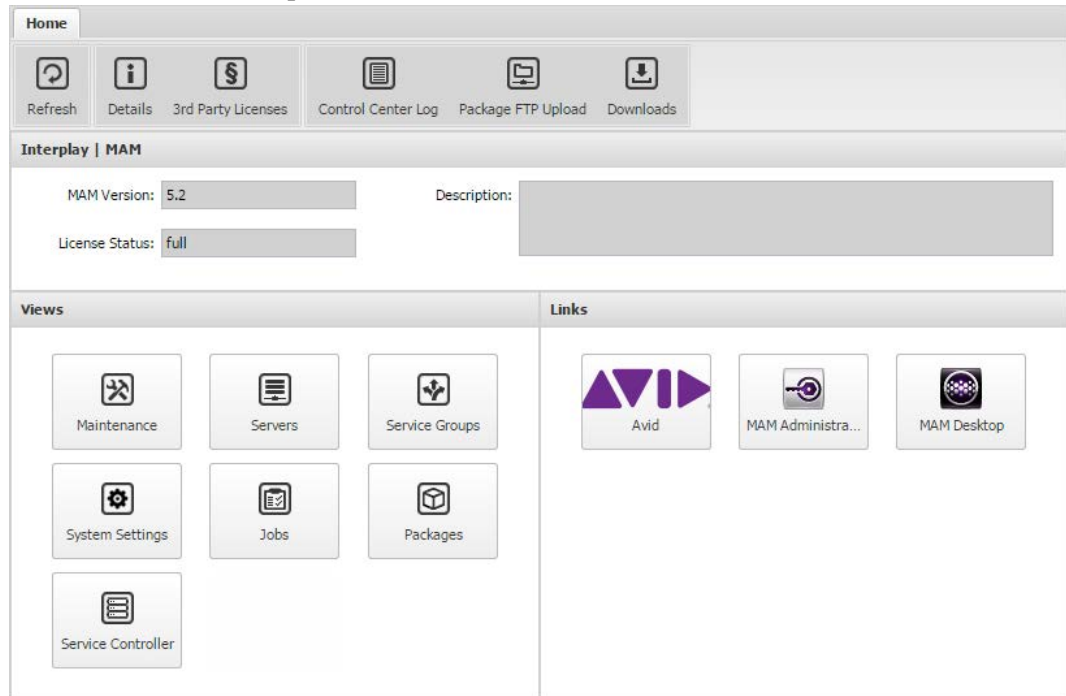 Home
Refresh Details 3rd Party Licenses Control Center Log Package FTP Upload Downloads
Interplay | MAM
MAM Version: 5.2 Description:
License Status: full
Views Links
AVID
Maintenance Servers Service Groups Avid MAM Administra... MAM Desktop
System Settings Jobs Packages
Service Controller